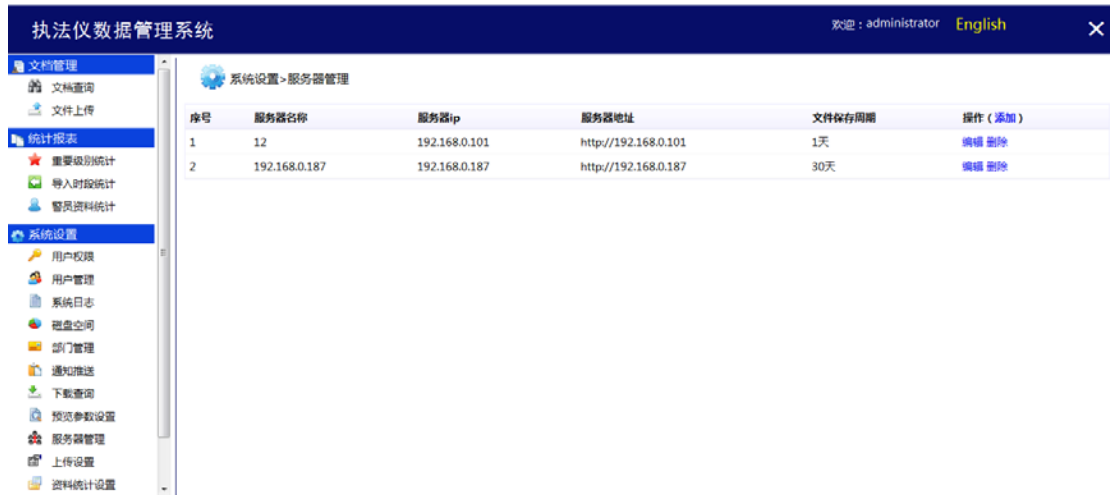 执法仪数据管理系统
欢迎：administrator English
文档管理
文档查询
文件上传
统计报表
重要级别统计
导入时段统计
警员资料统计
系统设置
用户权限
用户管理
系统日志
磁盘空间
部门管理
通知推送
下载查询
预览参数设置
服务器管理
上传设置
资料统计设置
系统设置>服务器管理
序号 服务器名称 服务器ip 服务器地址 文件保存周期 操作 ( 添加 )
1 12 192.168.0.101 http://192.168.0.101 1天 编辑 删除
2 192.168.0.187 192.168.0.187 http://192.168.0.187 30天 编辑 删除